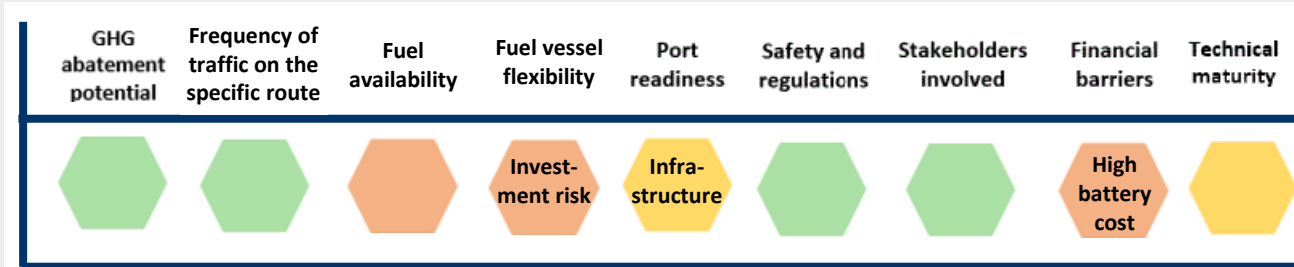 GHG
abatement
potential
Frequency of
traffic on the
specific route
Fuel
availability
Fuel vessel
flexibility
Port
readiness
Safety and
regulations
Stakeholders
involved
Financial
barriers
Technical
maturity
Invest-
ment risk
Infra-
structure
High
battery
cost